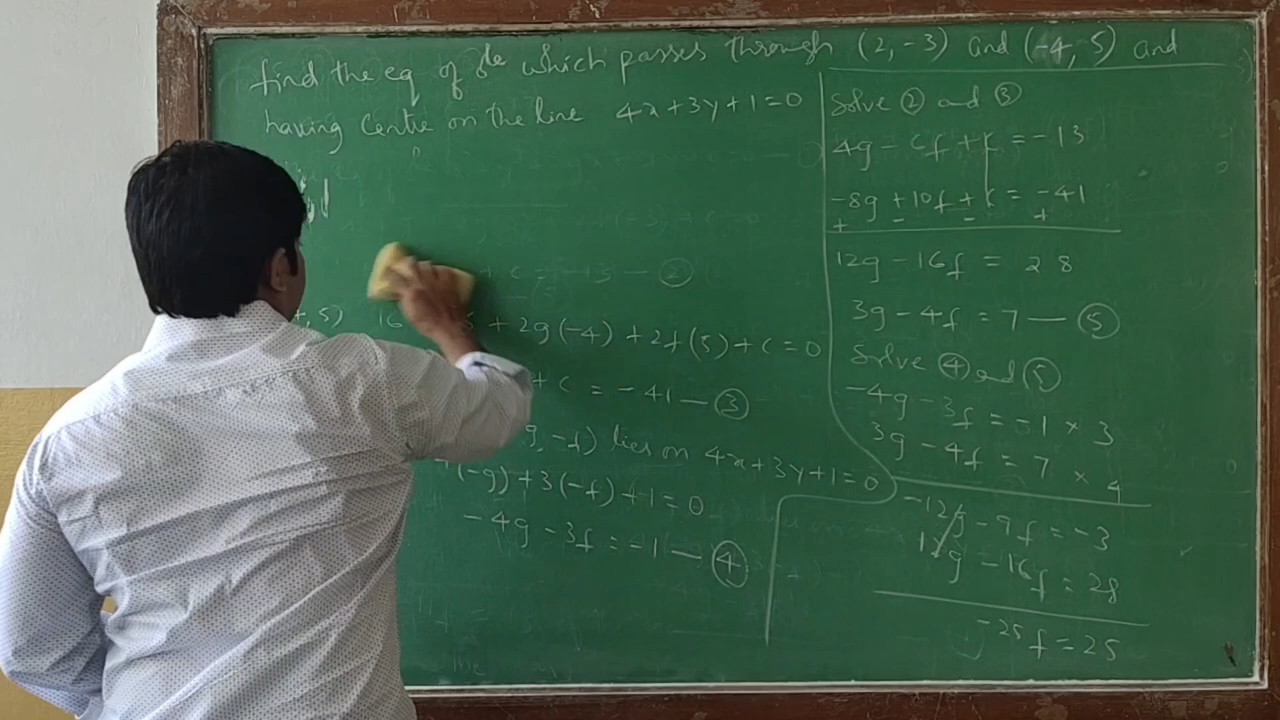 find the eq of which passes through (2, -3) and (-4, 5) and
having Centre on the line 4x+3y+1=0
+ c = -13 — ②
, 5) 16 + 2g(-4) + 2f(5) + c = 0
+ c = -41 — ③
g, -f) lies on 4x+3y+1=0
(-g) + 3(-f) + 1 = 0
-4g - 3f = -1 — ④
Solve ② and ③
4g - 6f + c = -13
-8g + 10f + c = -41
+ - - +
12g - 16f = 28
3g - 4f = 7 — ⑤
Solve ④ and ⑤
-4g - 3f = -1 × 3
3g - 4f = 7 × 4
-12g - 9f = -3
12g - 16f = 28
-25f = 25